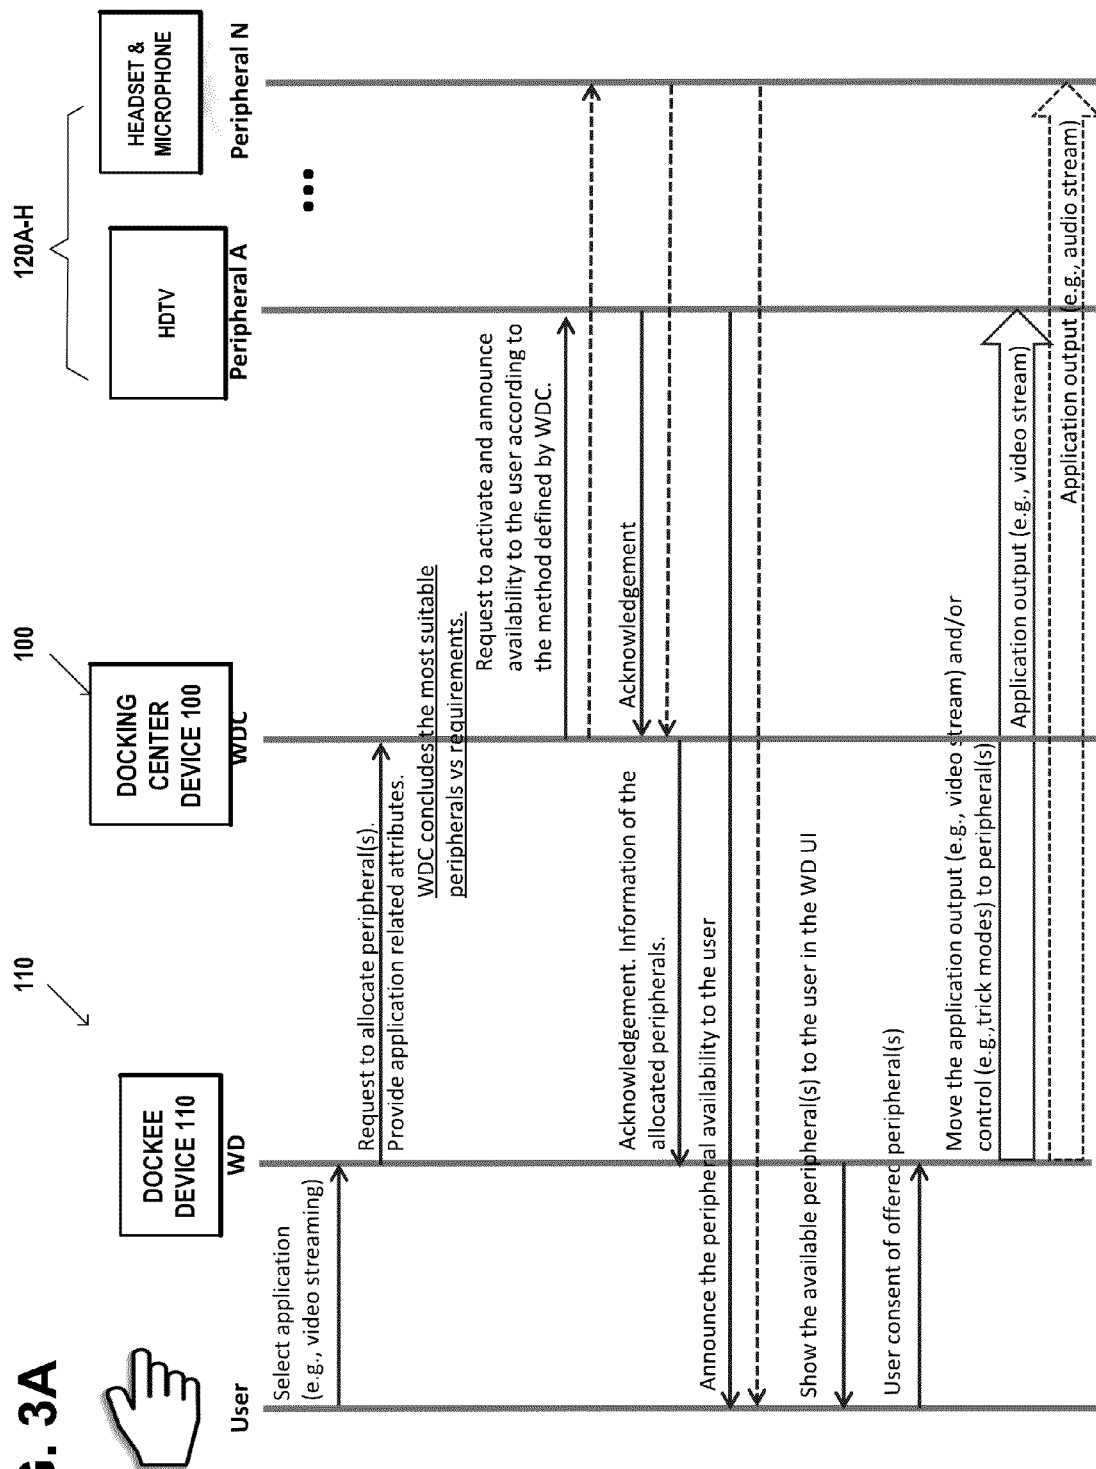 G. 3A
110
100
120A-H
DOCKEE
DEVICE 110
DOCKING
CENTER
DEVICE 100
HDTV
HEADSET &
MICROPHONE
User
WD
WDC
Peripheral A
Peripheral N
...
Select application
(e.g., video streaming)
Request to allocate peripheral(s).
Provide application related attributes.
WDC concludes the most suitable
peripherals vs requirements.
Request to activate and announce
availability to the user according to
the method defined by WDC.
Acknowledgement
Acknowledgement. Information of the
allocated peripherals.
Announce the peripheral availability to the user
Show the available peripheral(s) to the user in the WD UI
User consent of offered peripheral(s)
Move the application output (e.g., video stream) and/or
control (e.g.,trick modes) to peripheral(s)
Application output (e.g., video stream)
Application output (e.g., audio stream)